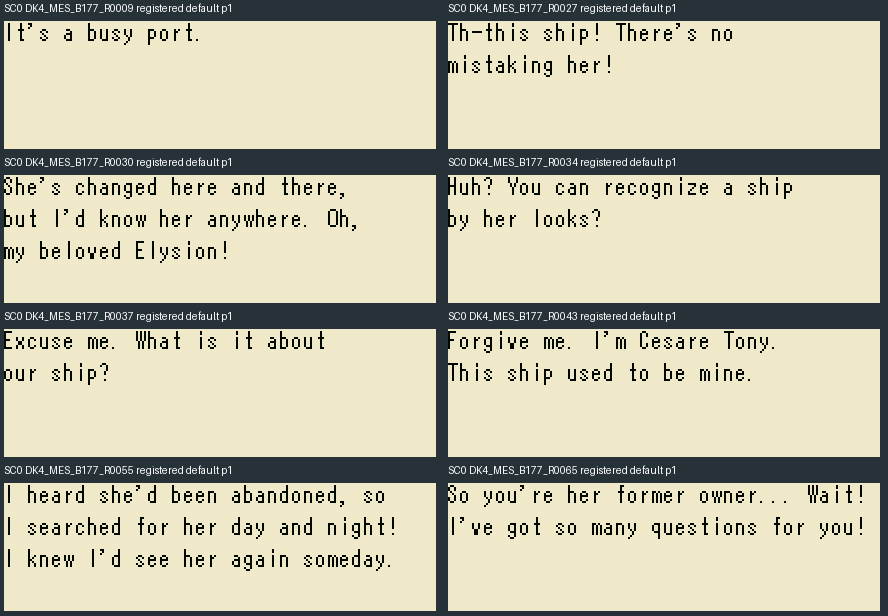 SC0 DK4_MES_B177_R0009 registered default p1
It's a busy port.
SC0 DK4_MES_B177_R0027 registered default p1
Th-this ship! There's no
mistaking her!
SC0 DK4_MES_B177_R0030 registered default p1
She's changed here and there,
but I'd know her anywhere. Oh,
my beloved Elysion!
SC0 DK4_MES_B177_R0034 registered default p1
Huh? You can recognize a ship
by her looks?
SC0 DK4_MES_B177_R0037 registered default p1
Excuse me. What is it about
our ship?
SC0 DK4_MES_B177_R0043 registered default p1
Forgive me. I'm Cesare Tony.
This ship used to be mine.
SC0 DK4_MES_B177_R0055 registered default p1
I heard she'd been abandoned, so
I searched for her day and night!
I knew I'd see her again someday.
SC0 DK4_MES_B177_R0065 registered default p1
So you're her former owner... Wait!
I've got so many questions for you!